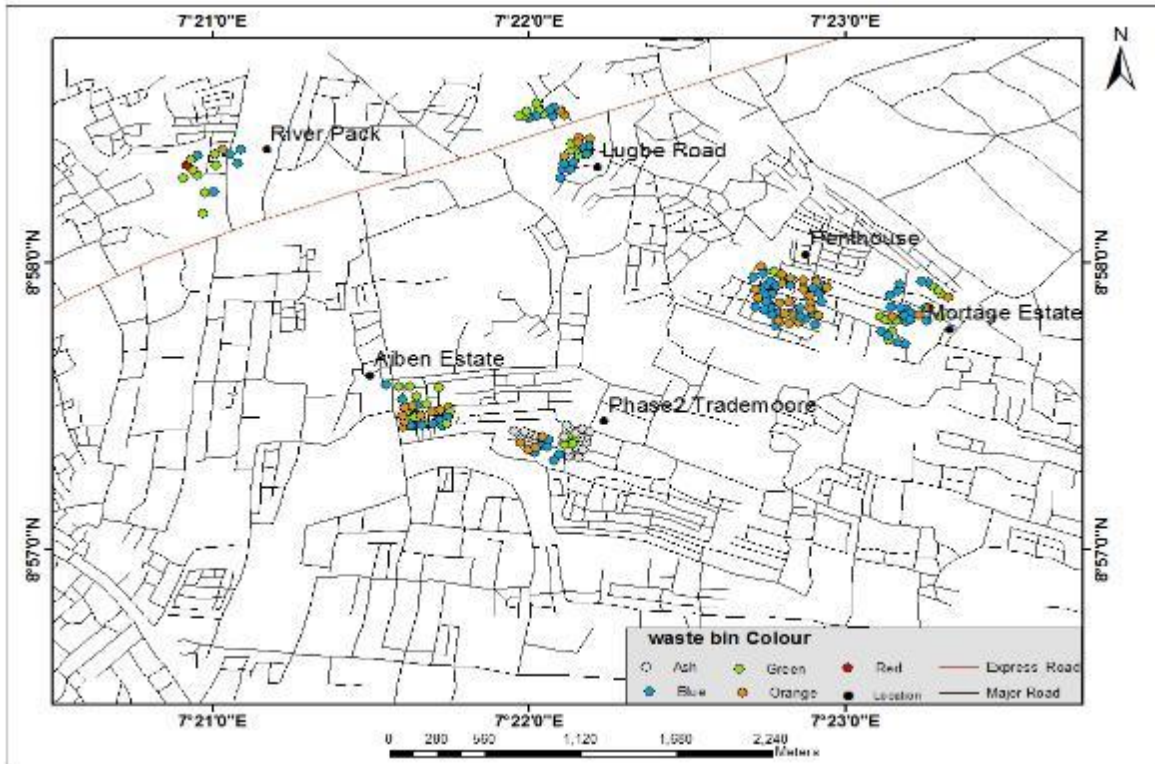 7°21'0"E 7°22'0"E 7°23'0"E
N
River Pack
Lugbe Road
Penthouse
8°58'0"N 8°58'0"N
Mortage Estate
Ajben Estate
Phase2 Trademoore
8°57'0"N 8°57'0"N
waste bin Colour
Ash Green Red Express Road
Blue Orange Location Major Road
7°21'0"E 7°22'0"E 7°23'0"E
0 280 560 1,120 1,680 2,240
Meters